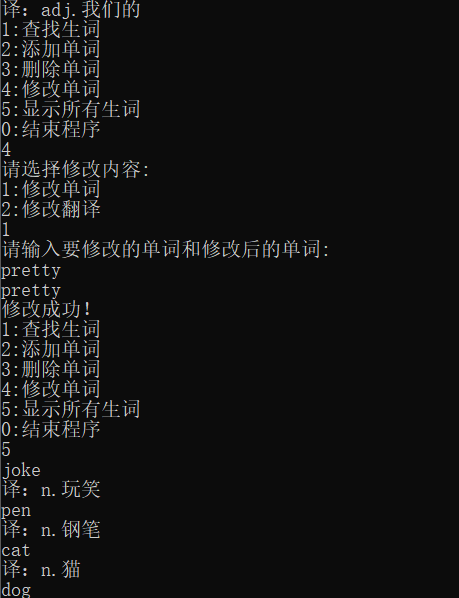 译: adj.我们的
1:查找生词
2:添加单词
3:删除单词
4:修改单词
5:显示所有生词
0:结束程序
4
请选择修改内容:
1:修改单词
2:修改翻译
1
请输入要修改的单词和修改后的单词:
pretty
pretty
修改成功!
1:查找生词
2:添加单词
3:删除单词
4:修改单词
5:显示所有生词
0:结束程序
5
joke
译: n.玩笑
pen
译: n.钢笔
cat
译: n.猫
dog